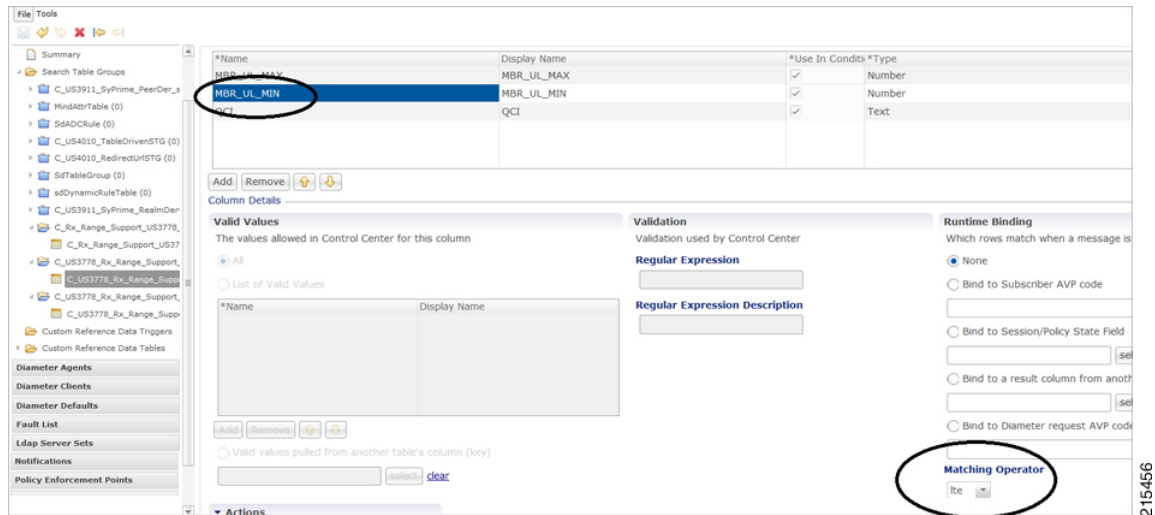 File Tools
Summary
Search Table Groups
C_US3911_SyPrime_PeerDer_s
MindAttrTable (0)
SdADCRule (0)
C_US4010_TableDrivenSTG (0)
C_US4010_RedirectUrlSTG (0)
SdTableGroup (0)
sdDynamicRuleTable (0)
C_US3911_SyPrime_RealmDer
C_Rx_Range_Support_US3778_
C_Rx_Range_Support_US37
C_US3778_Rx_Range_Support_
C_US3778_Rx_Range_Suppo
C_US3778_Rx_Range_Support_
C_US3778_Rx_Range_Suppo
Custom Reference Data Triggers
Custom Reference Data Tables
Diameter Agents
Diameter Clients
Diameter Defaults
Fault List
Ldap Server Sets
Notifications
Policy Enforcement Points
*Name Display Name *Use In Conditi *Type
MBR_UL_MAX MBR_UL_MAX Number
MBR_UL_MIN MBR_UL_MIN Number
QCI QCI Text
Add Remove
Column Details
Valid Values
The values allowed in Control Center for this column
All
List of Valid Values
*Name Display Name
Add Remove
Valid values pulled from another table's column (key)
select clear
Actions
Validation
Validation used by Control Center
Regular Expression
Regular Expression Description
Runtime Binding
Which rows match when a message is
None
Bind to Subscriber AVP code
Bind to Session/Policy State Field
sel
Bind to a result column from anoth
sel
Bind to Diameter request AVP code
Matching Operator
lte
215456